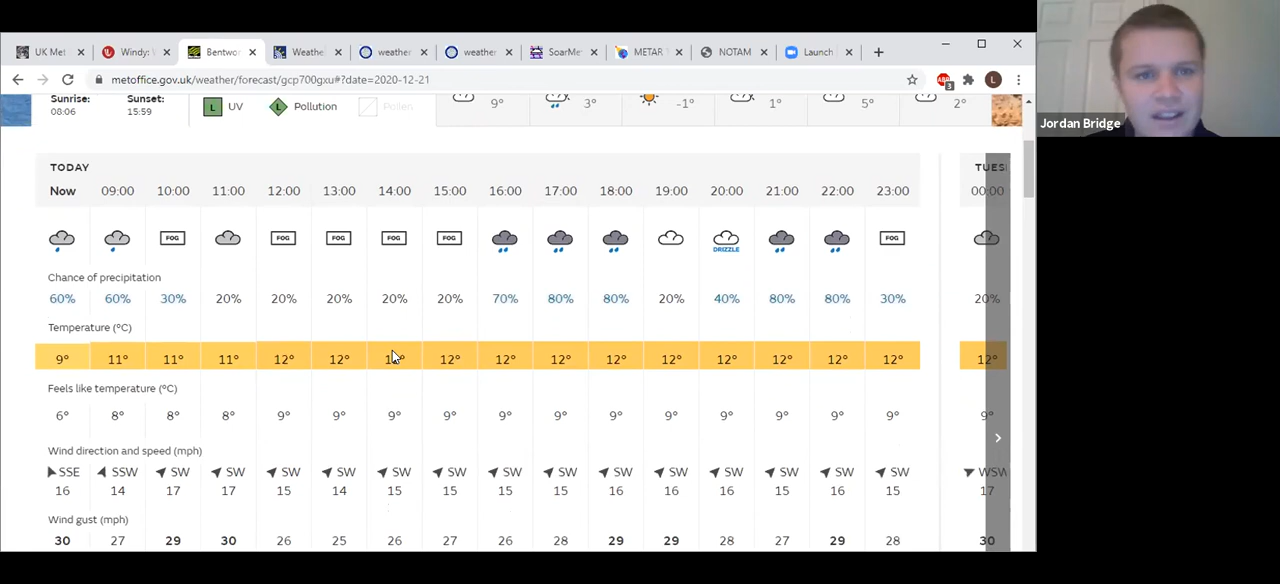 UK Met Windy: Bentwor Weathe weather weather SoarMe METAR NOTAM Launch
metoffice.gov.uk/weather/forecast/gcp700gxu#?date=2020-12-21 L
Jordan Bridge
Sunrise: Sunset:
08:06 15:59
L UV L Pollution Pollen
9° 3° -1° 1° 5° 2°
TODAY TUES
Now 09:00 10:00 11:00 12:00 13:00 14:00 15:00 16:00 17:00 18:00 19:00 20:00 21:00 22:00 23:00 00:00
FOG FOG FOG FOG FOG DRIZZLE FOG
Chance of precipitation
60% 60% 30% 20% 20% 20% 20% 20% 70% 80% 80% 20% 40% 80% 80% 30% 20%
Temperature (ºC)
9° 11° 11° 11° 12° 12° 12° 12° 12° 12° 12° 12° 12° 12° 12° 12°
Feels like temperature (ºC)
6° 8° 8° 8° 9° 9° 9° 9° 9° 9° 9° 9° 9° 9° 9° 9° 9°
Wind direction and speed (mph)
SSE SSW SW SW SW SW SW SW SW SW SW SW SW SW SW SW WSW
16 14 17 17 15 14 15 15 15 15 16 16 16 15 16 15 17
Wind gust (mph)
30 27 29 30 26 25 26 27 26 28 29 29 28 27 29 28 30